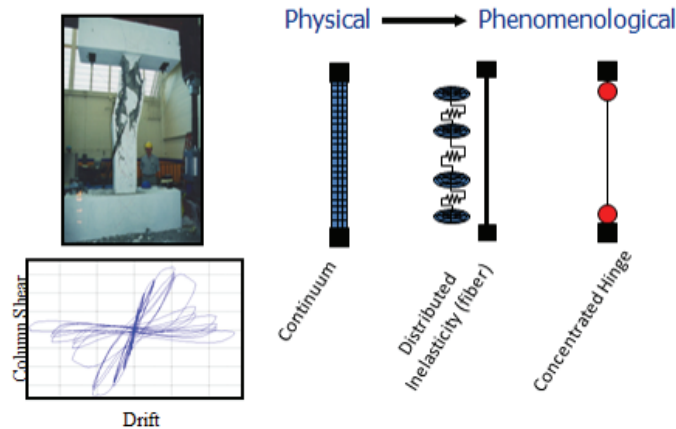 Physical Phenomenological
Continuum
Distributed
Inelasticity (fiber)
Concentrated Hinge
Column Shear
Drift